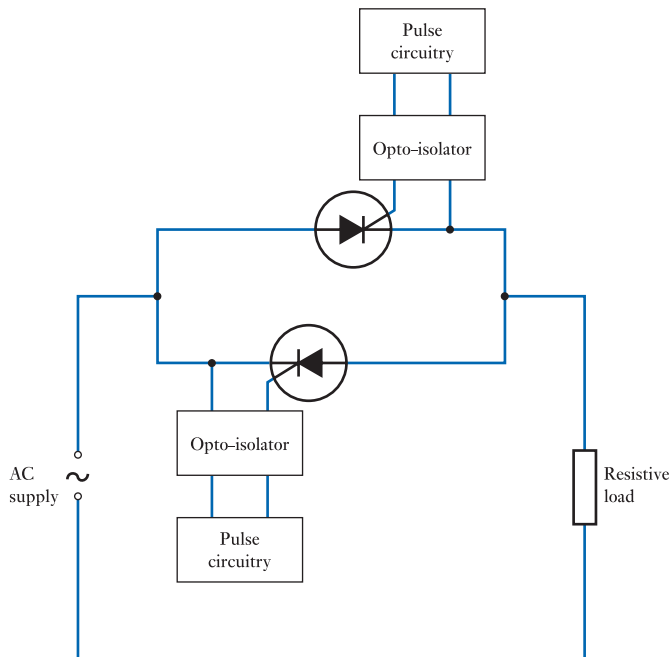 Pulse
circuitry
Opto–isolator
Opto–isolator
AC
supply
Resistive
load
Pulse
circuitry